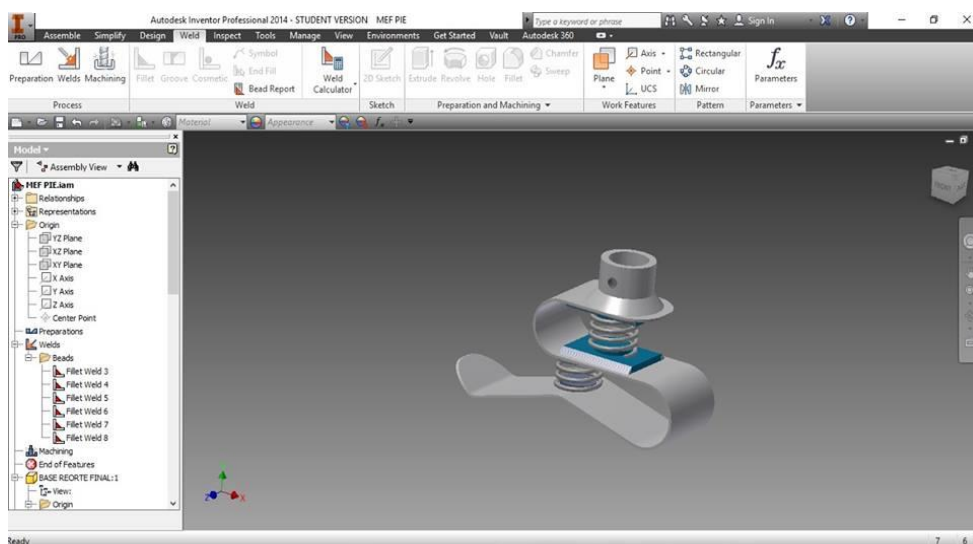 Autodesk Inventor Professional 2014 - STUDENT VERSION MEF PIE
Type a keyword or phrase
Sign In
PRO
Assemble Simplify Design Weld Inspect Tools Manage View Environments Get Started Vault Autodesk 360
Preparation Welds Machining
Process
Fillet Groove Cosmetic
Symbol
End Fill
Bead Report
Weld Calculator
Weld
2D Sketch
Sketch
Extrude Revolve Hole Fillet
Chamfer
Sweep
Preparation and Machining
Plane
Axis
Point
UCS
Work Features
Rectangular
Circular
Mirror
Pattern
fx
Parameters
Parameters
Material
Appearance
Model
Assembly View
MEF PIE.iam
Relationships
Representations
Origin
YZ Plane
XZ Plane
XY Plane
X Axis
Y Axis
Z Axis
Center Point
Preparations
Welds
Beads
Fillet Weld 3
Fillet Weld 4
Fillet Weld 5
Fillet Weld 6
Fillet Weld 7
Fillet Weld 8
Machining
End of Features
BASE REORTE FINAL:1
View:
Origin
Z
X
Ready
7 6